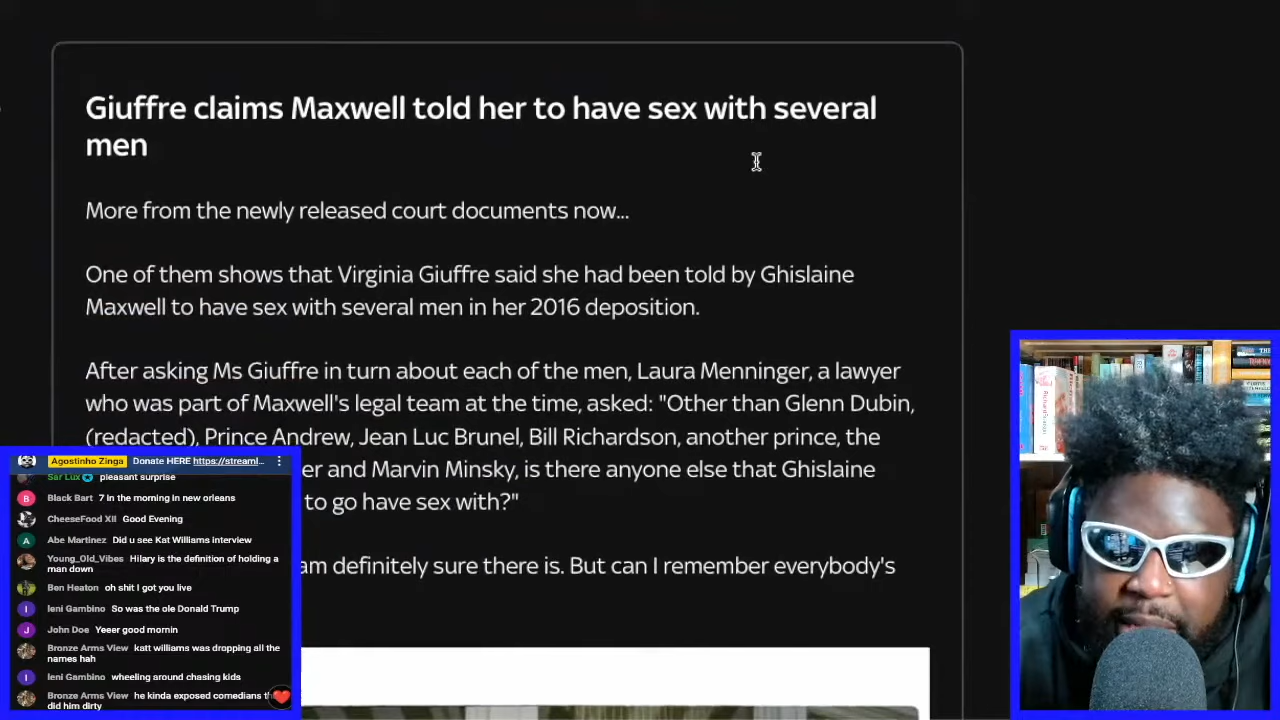 Giuffre claims Maxwell told her to have sex with several
men
More from the newly released court documents now...
One of them shows that Virginia Giuffre said she had been told by Ghislaine
Maxwell to have sex with several men in her 2016 deposition.
After asking Ms Giuffre in turn about each of the men, Laura Menninger, a lawyer
who was part of Maxwell's legal team at the time, asked: "Other than Glenn Dubin,
(redacted), Prince Andrew, Jean Luc Brunel, Bill Richardson, another prince, the
er and Marvin Minsky, is there anyone else that Ghislaine
to go have sex with?"
am definitely sure there is. But can I remember everybody's
Agostinho Zinga Donate HERE https://streaml...
Sar Lux pleasant surprise
B Black Bart 7 in the morning in new orleans
CheeseFood XII Good Evening
A Abe Martinez Did u see Kat Williams interview
Young_Old_Vibes Hilary is the definition of holding a
man down
Ben Heaton oh shit I got you live
I Ieni Gambino So was the ole Donald Trump
J John Doe Yeeer good mornin
Bronze Arms View katt williams was dropping all the
names hah
I Ieni Gambino wheeling around chasing kids
Bronze Arms View he kinda exposed comedians
did him dirty